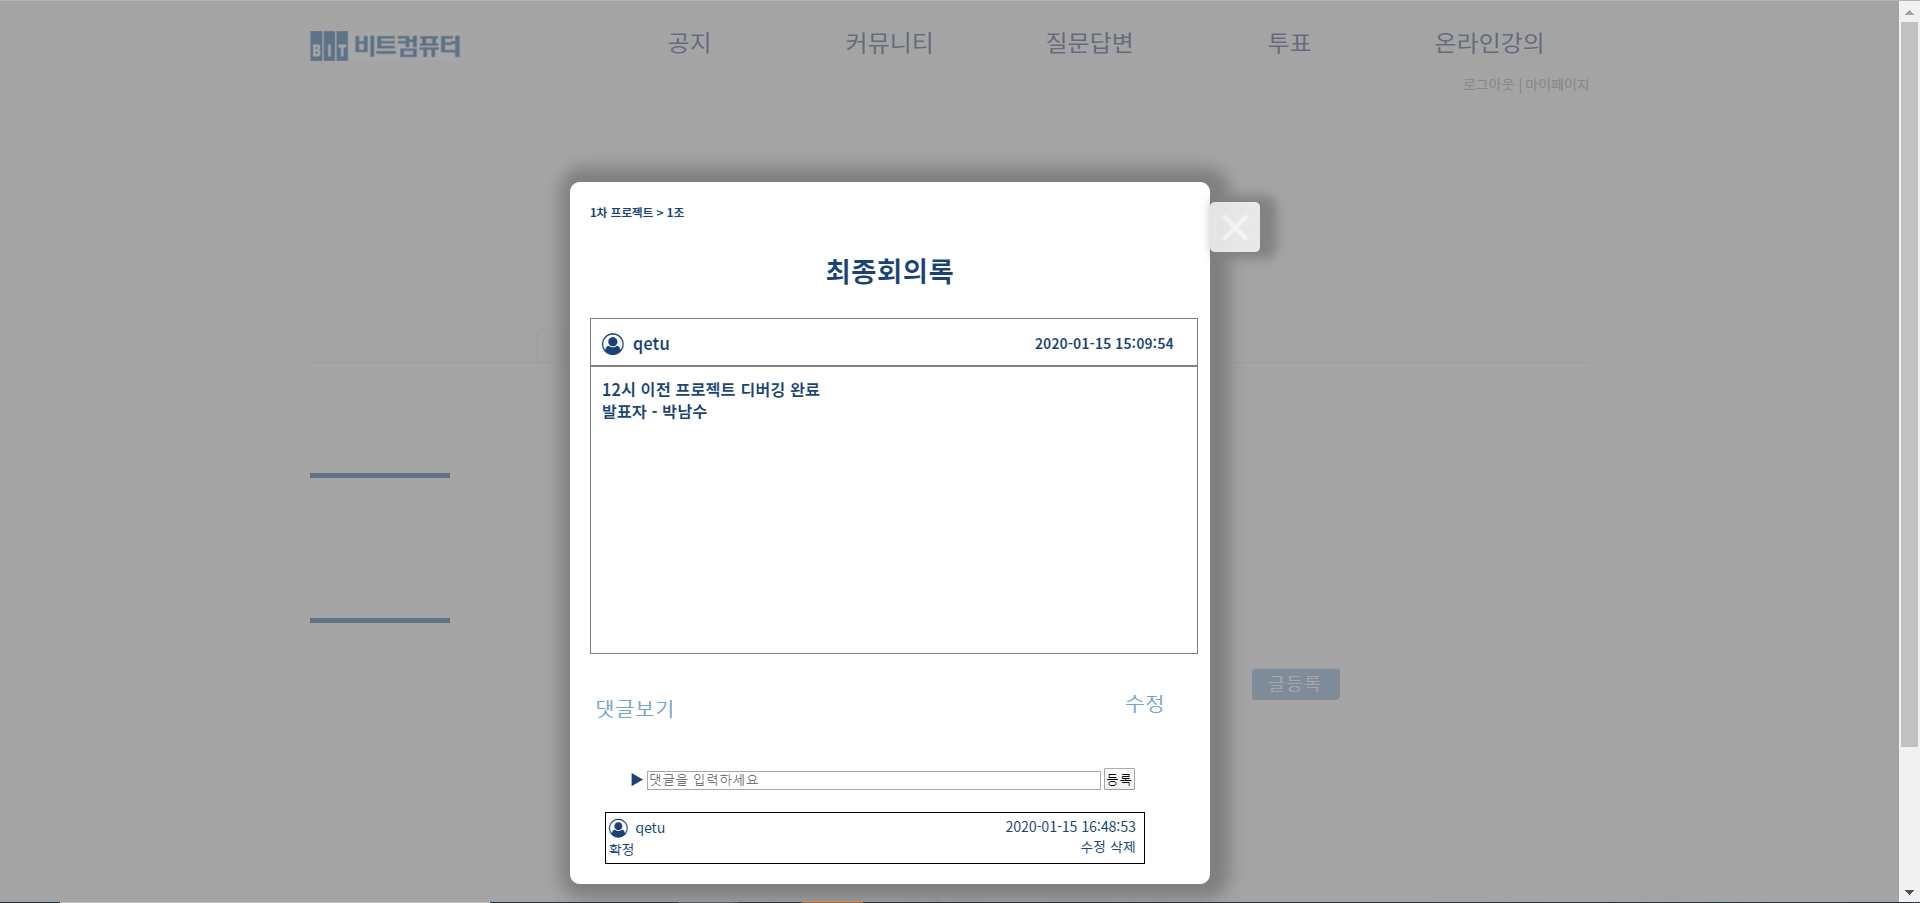 BIT 비트컴퓨터
공지 커뮤니티 질문답변 투표 온라인강의
로그아웃 | 마이페이지
1차 프로젝트 > 1조
최종회의록
qetu 2020-01-15 15:09:54
12시 이전 프로젝트 디버깅 완료
발표자 - 박남수
글등록
댓글보기 수정
▶ 댓글을 입력하세요 등록
qetu 2020-01-15 16:48:53
확정 수정 삭제